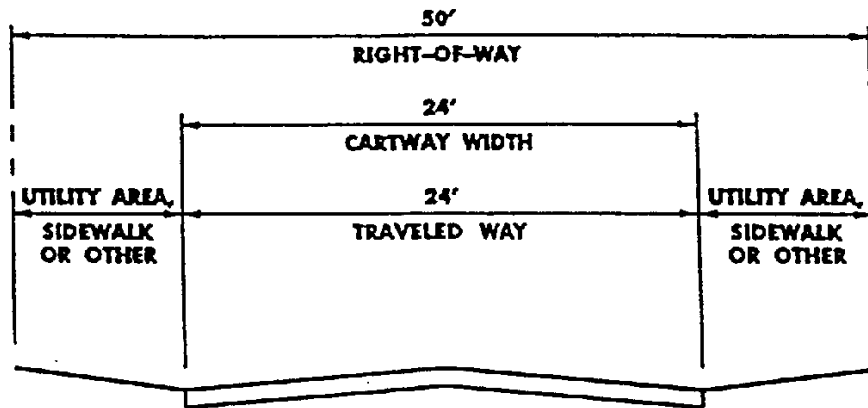 50'
RIGHT-OF-WAY
24'
CARTWAY WIDTH
UTILITY AREA,
SIDEWALK
OR OTHER
24'
TRAVELED WAY
UTILITY AREA,
SIDEWALK
OR OTHER